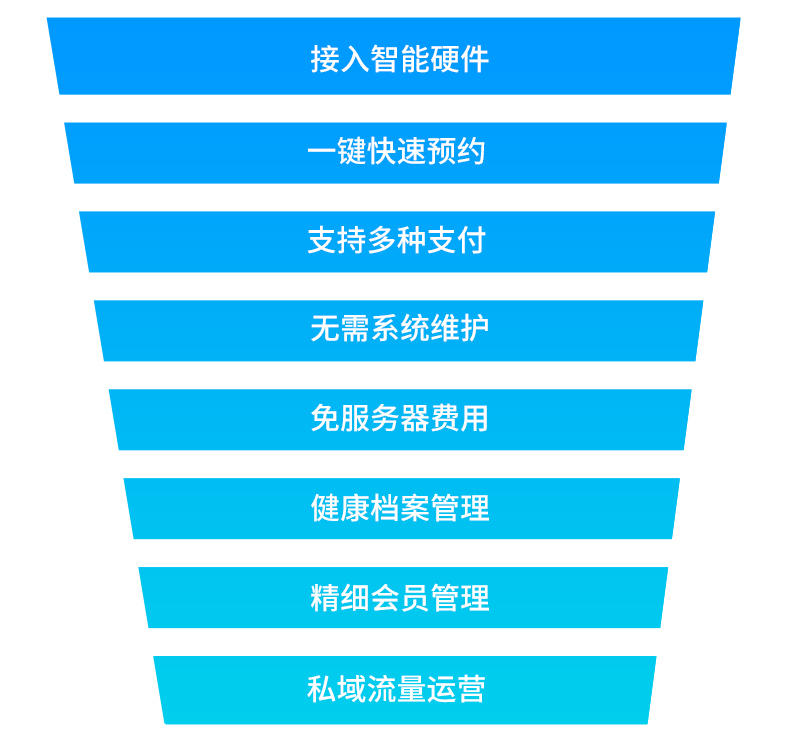 接入智能硬件
一键快速预约
支持多种支付
无需系统维护
免服务器费用
健康档案管理
精细会员管理
私域流量运营